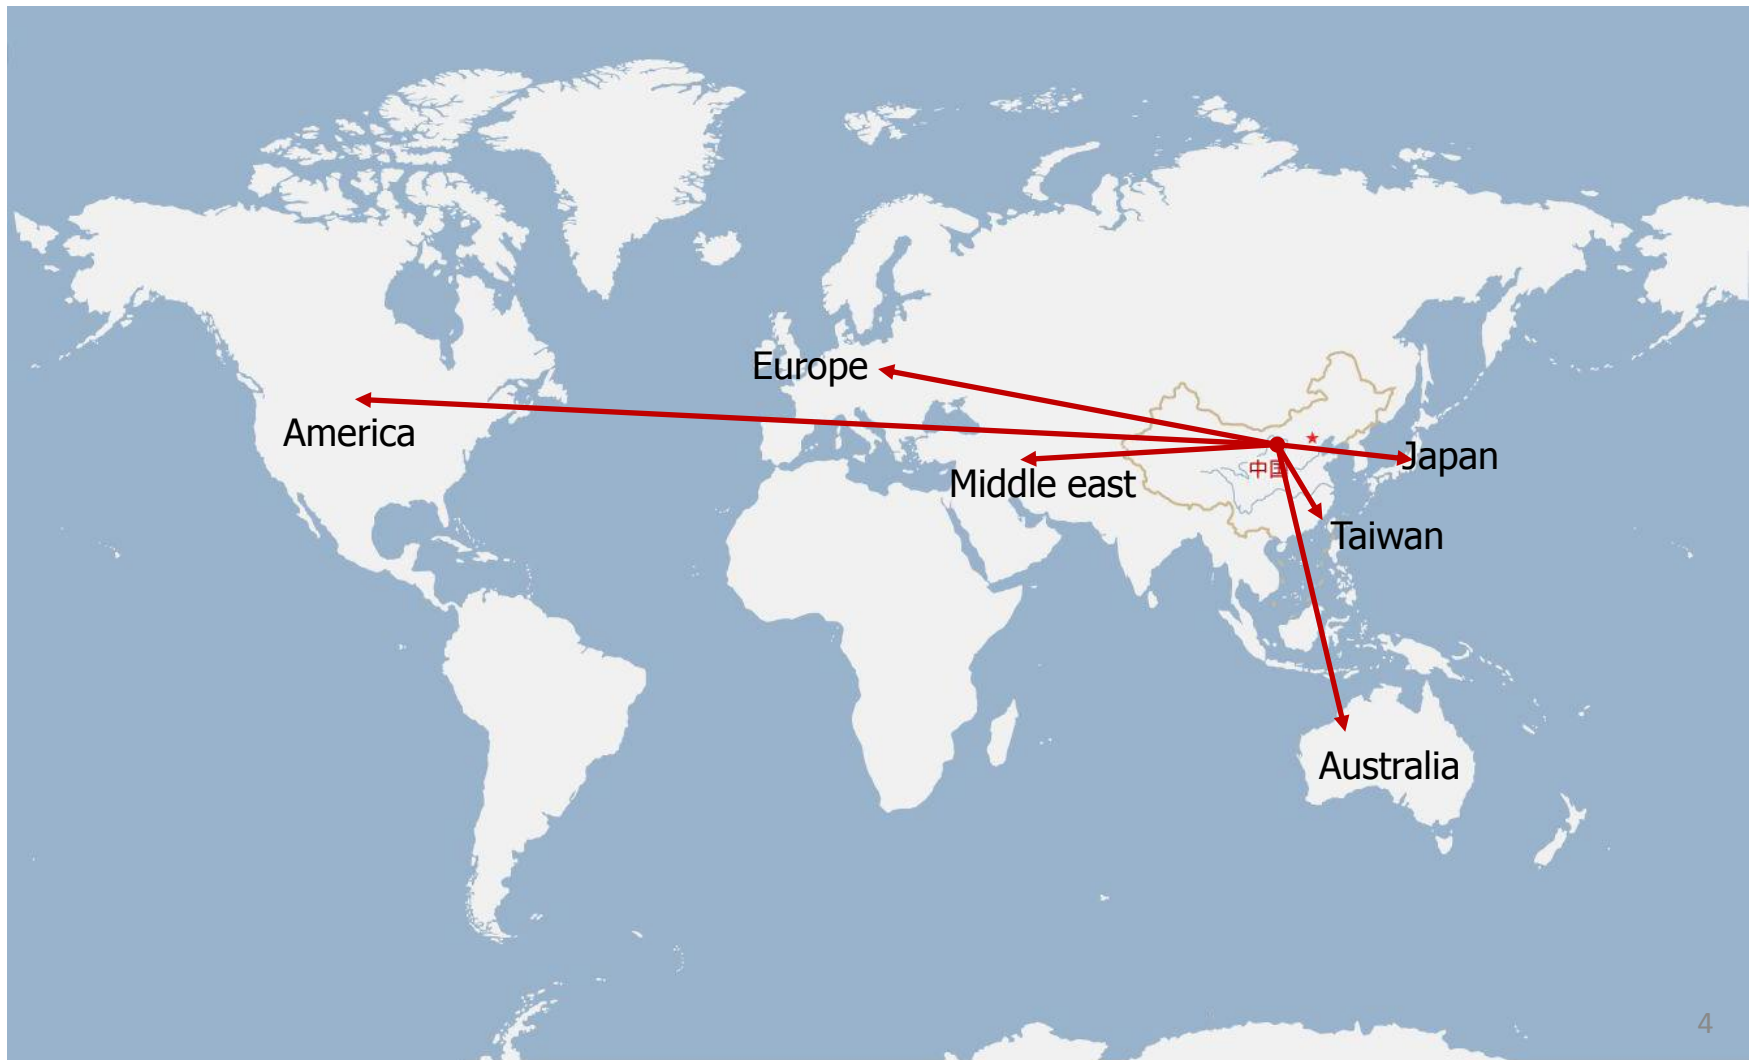 Europe
America
Japan
中国
Middle east
Taiwan
Australia
4